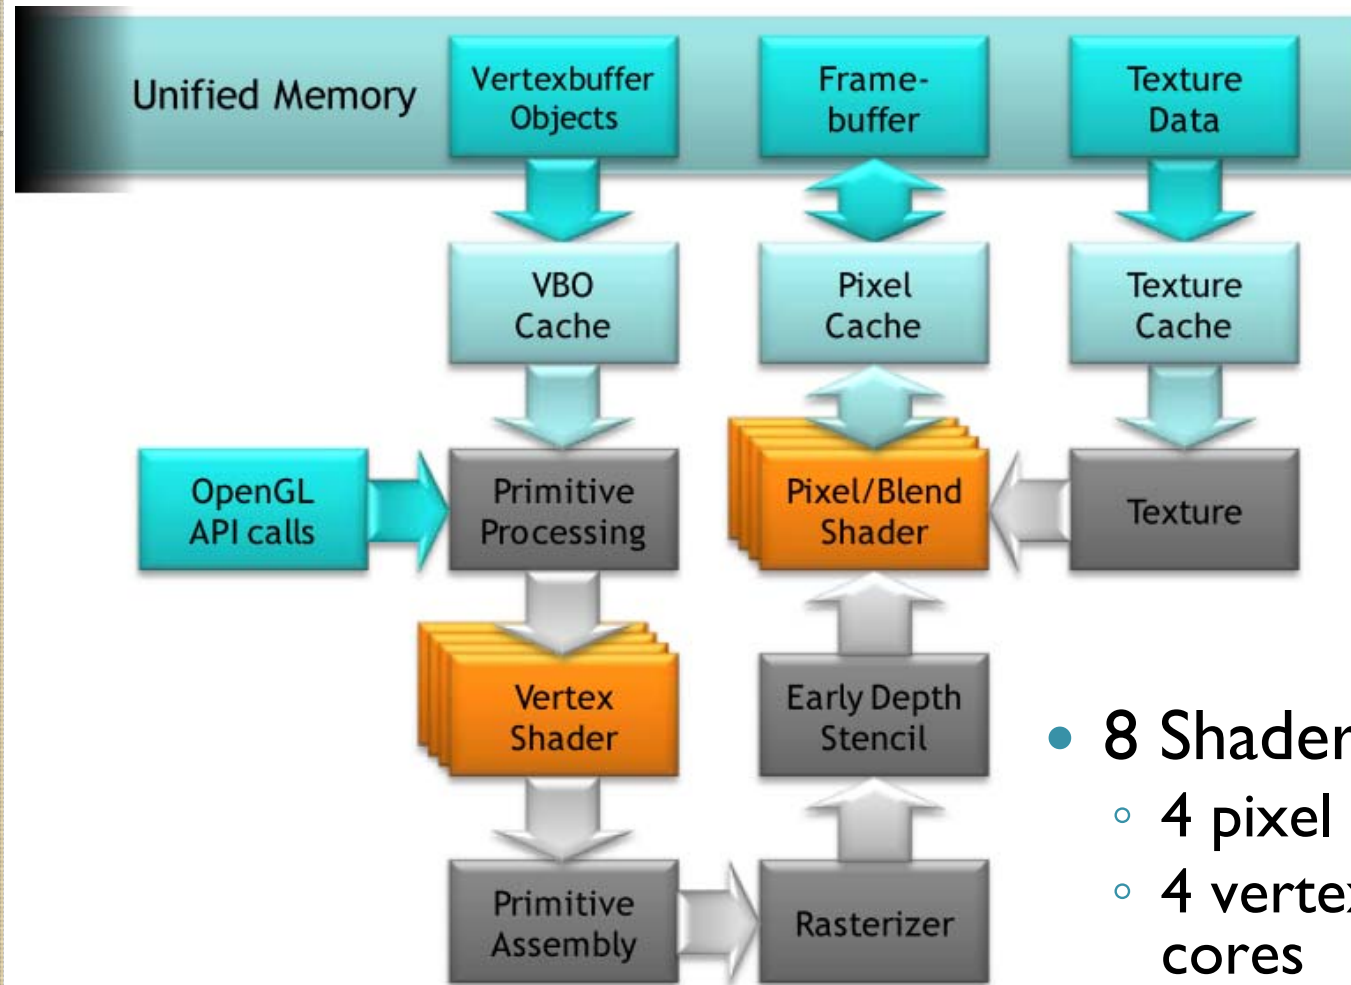 Unified Memory
Vertexbuffer
Objects
Frame-
buffer
Texture
Data
VBO
Cache
Pixel
Cache
Texture
Cache
OpenGL
API calls
Primitive
Processing
Pixel/Blend
Shader
Texture
Vertex
Shader
Early Depth
Stencil
Primitive
Assembly
Rasterizer
• 8 Shader
◦ 4 pixel
◦ 4 vertex
cores